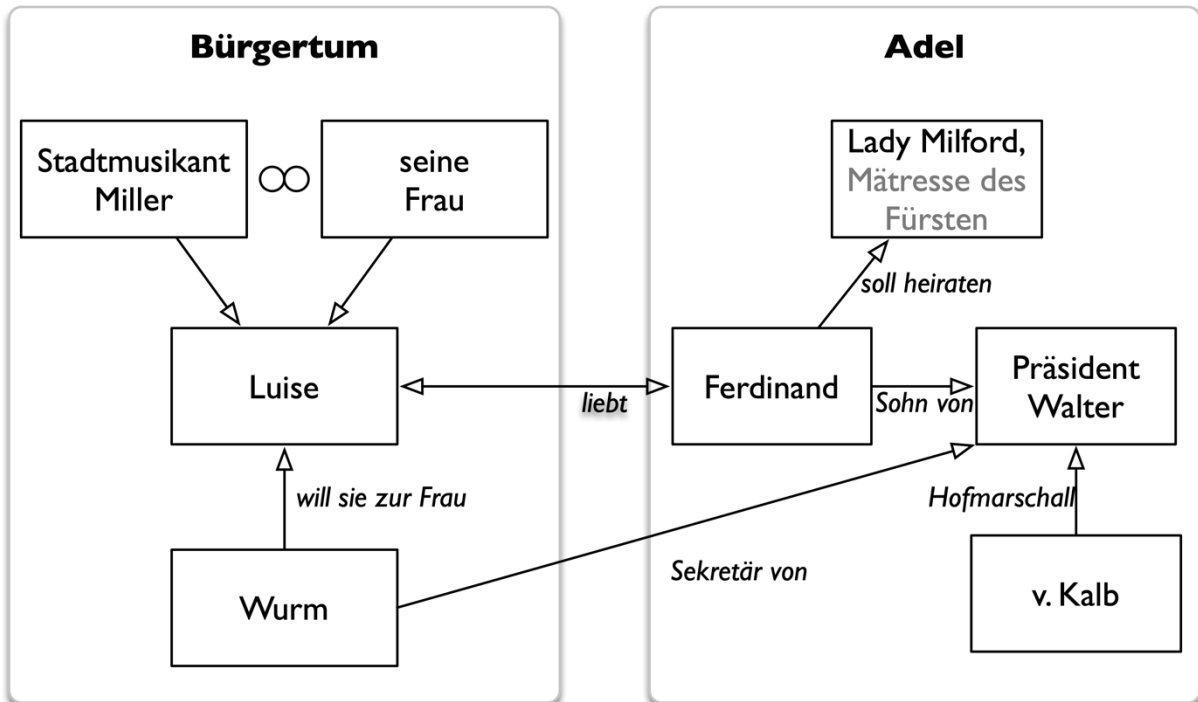 Bürgertum
Adel
Stadtmusikant
Miller
seine
Frau
Lady Milford,
Mätresse des
Fürsten
soll heiraten
Luise
liebt
Ferdinand
Sohn von
Präsident
Walter
will sie zur Frau
Hofmarschall
Sekretär von
Wurm
v. Kalb